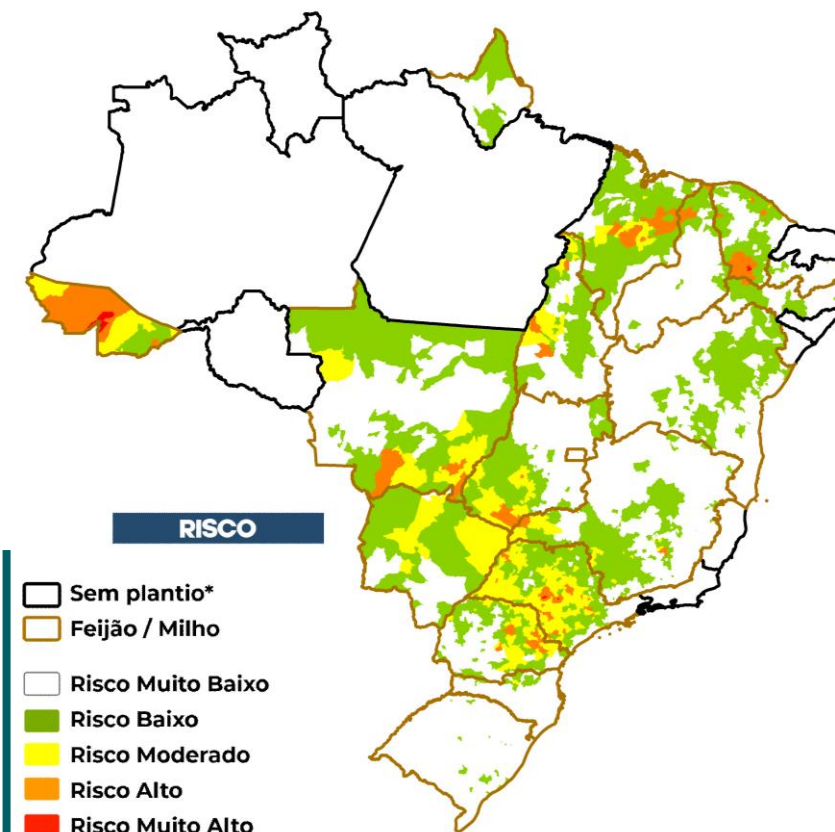 RISCO
Sem plantio*
Feijão / Milho
Risco Muito Baixo
Risco Baixo
Risco Moderado
Risco Alto
Risco Muito Alto